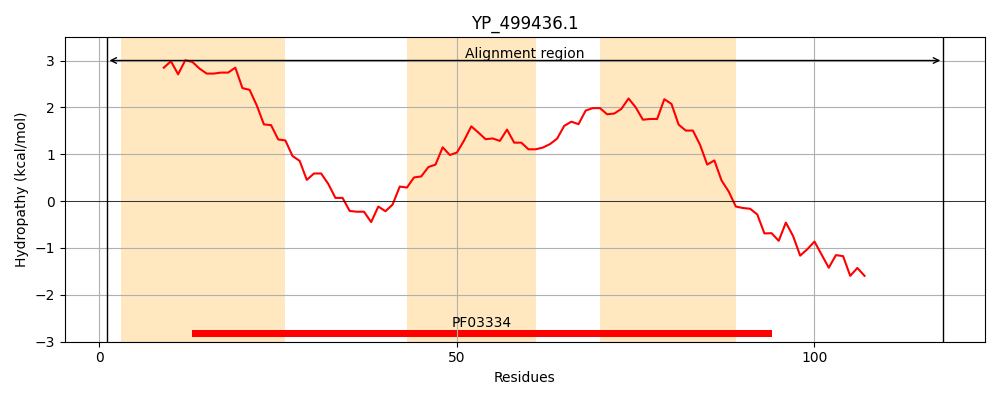 YP_499436.1
Alignment region
Hydropathy (kcal/mol)
3
2
1
0
−1
−2
−3
PF03334
0
50
100
Residues